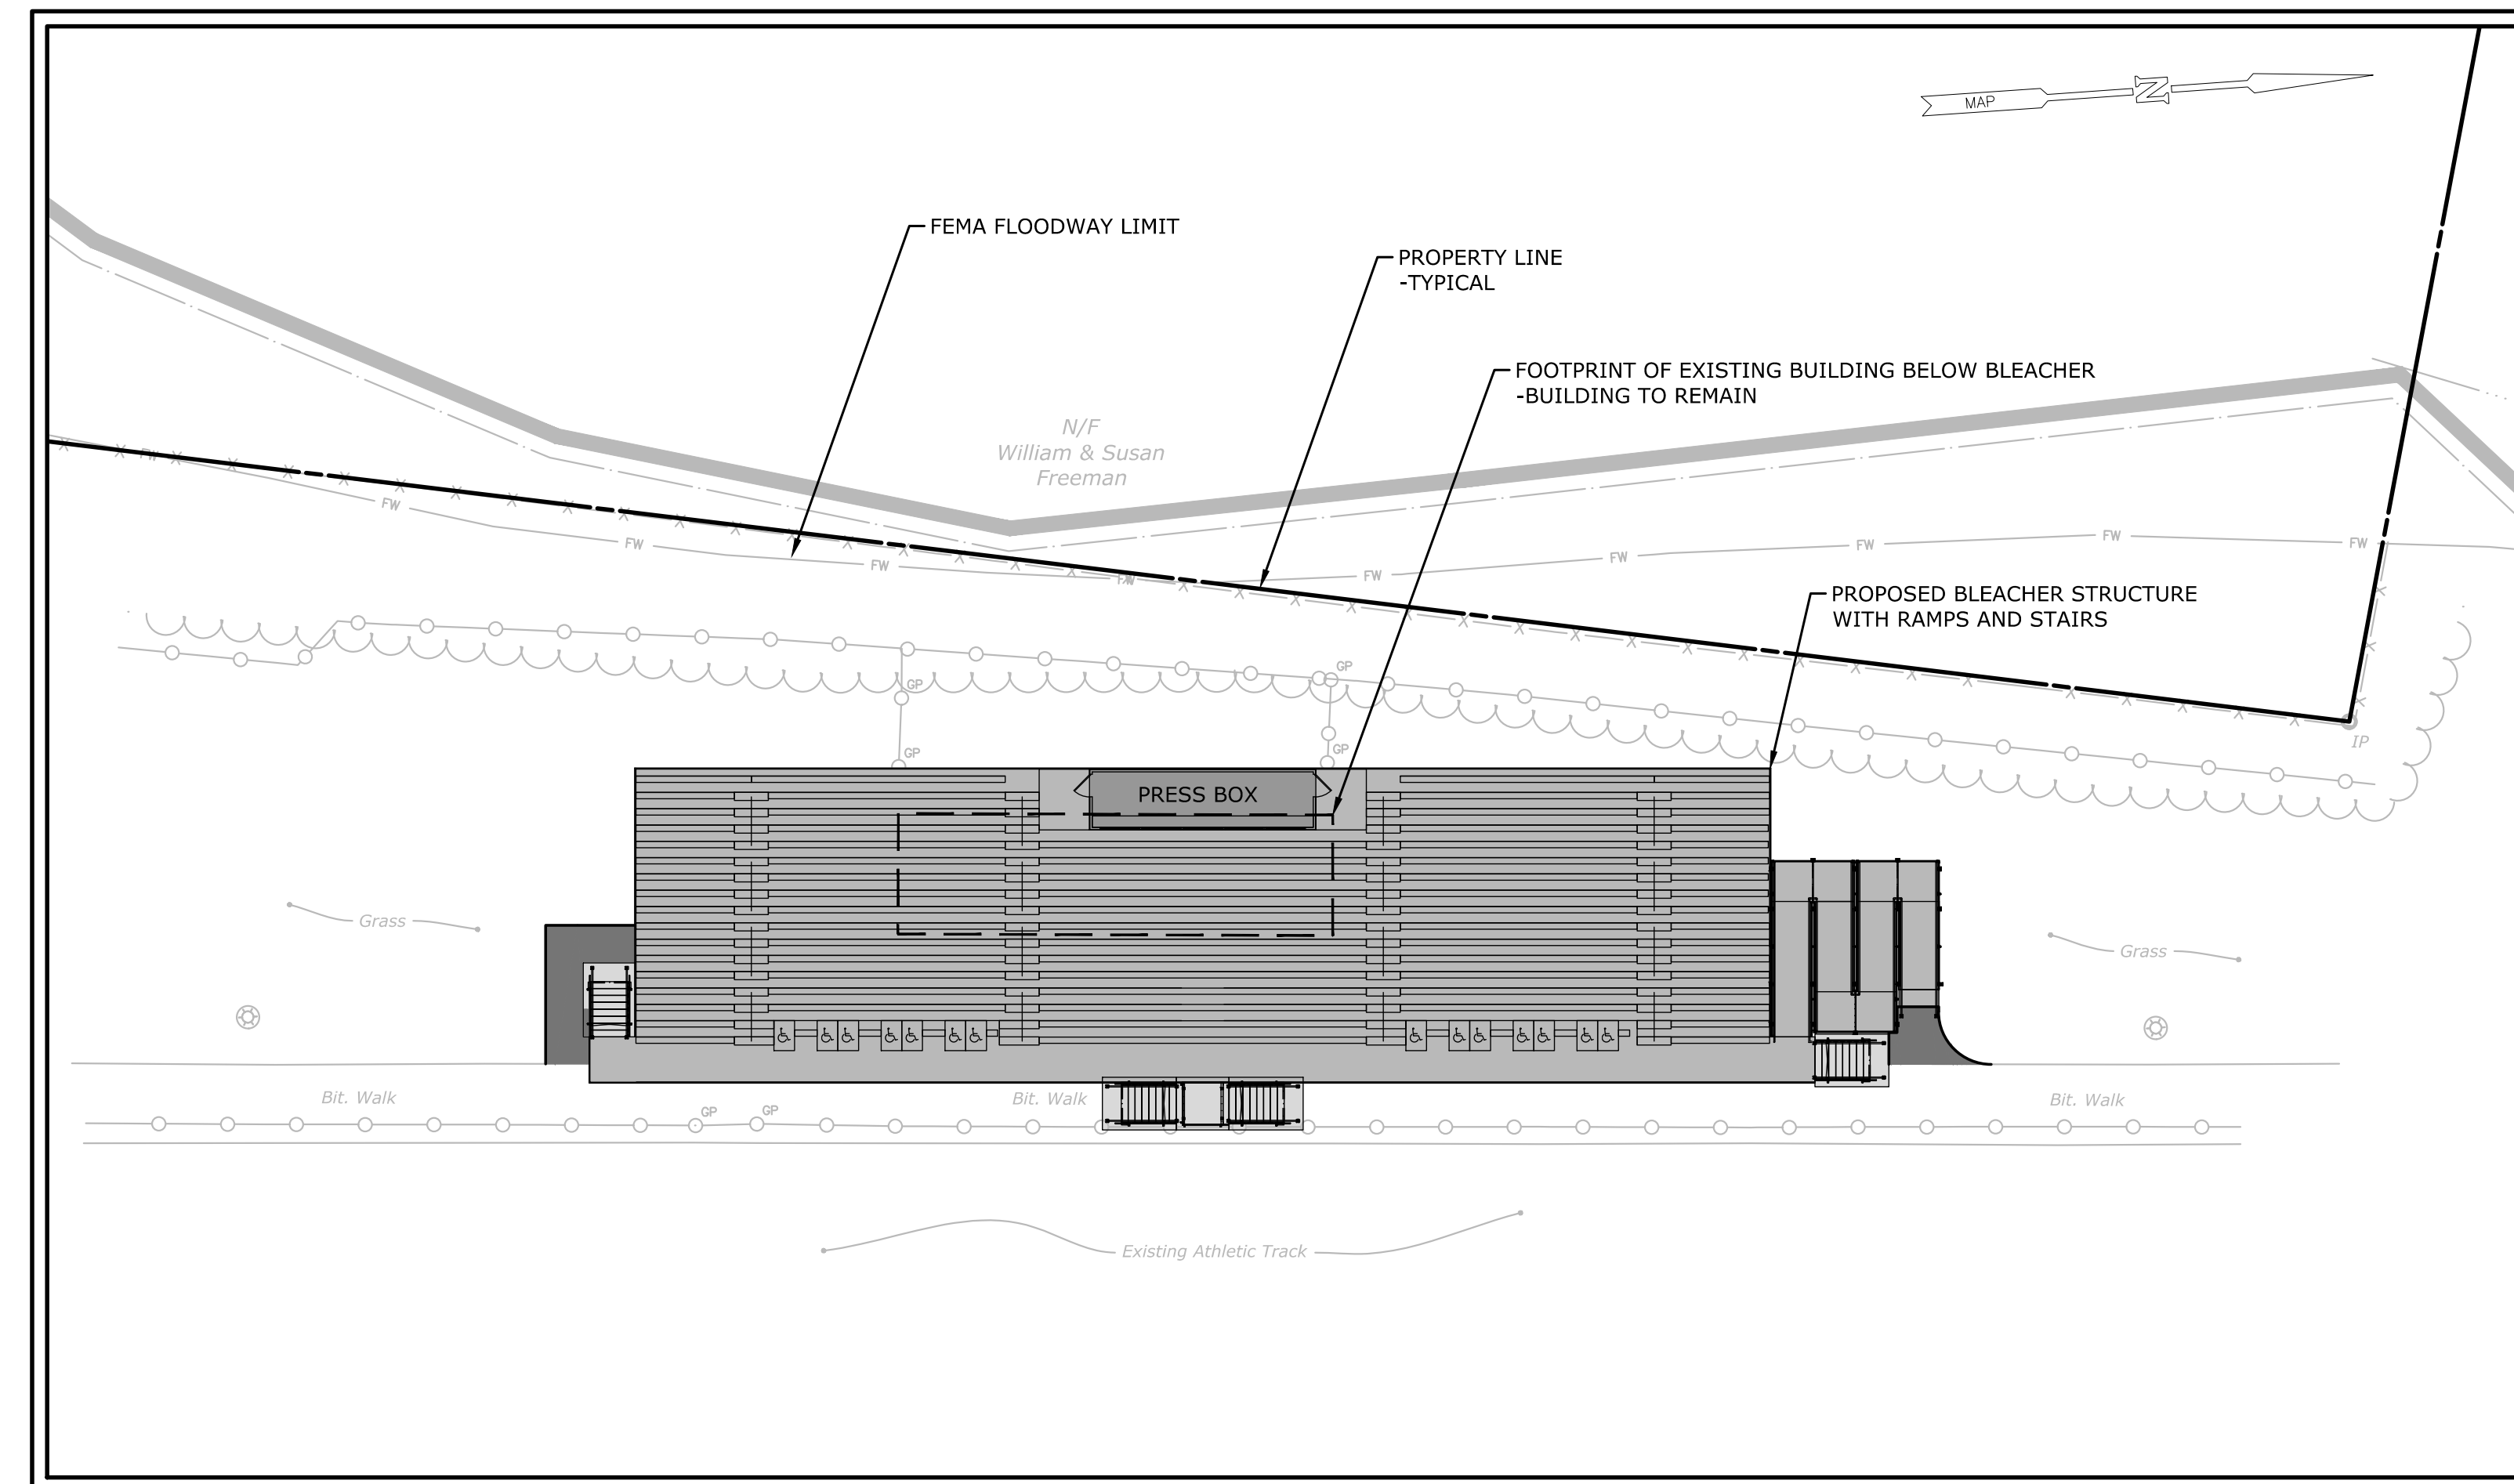 MAP
N
FEMA FLOODWAY LIMIT
PROPERTY LINE
-TYPICAL
FOOTPRINT OF EXISTING BUILDING BELOW BLEACHER
-BUILDING TO REMAIN
N/F
William & Susan
Freeman
FW
FW
FW
FW
FW
FW
FW
FW
FW
FW
PROPOSED BLEACHER STRUCTURE
WITH RAMPS AND STAIRS
GP
GP
IP
GP
GP
PRESS BOX
Grass
Grass
Bit. Walk
Bit. Walk
Bit. Walk
GP
GP
Existing Athletic Track